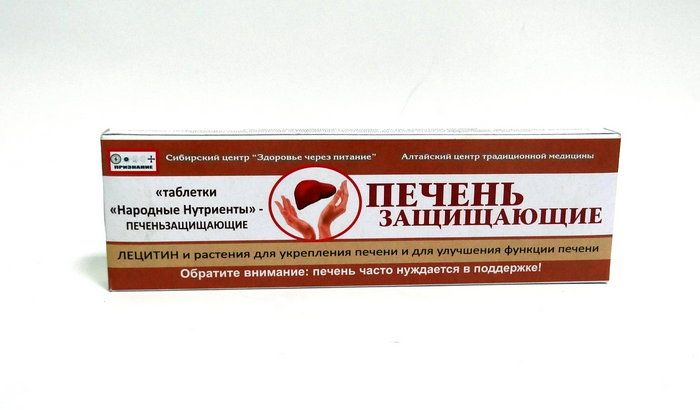 Сибирский центр "Здоровье через питание"
Алтайский центр традиционной медицины
ПРИЗНАНИЕ
«таблетки
«Народные Нутриенты» -
ПЕЧЕНЬЗАЩИЩАЮЩИЕ
ПЕЧЕНЬ
ЗАЩИЩАЮЩИЕ
ЛЕЦИТИН и растения для укрепления печени и для улучшения функции печени
Обратите внимание: печень часто нуждается в поддержке!